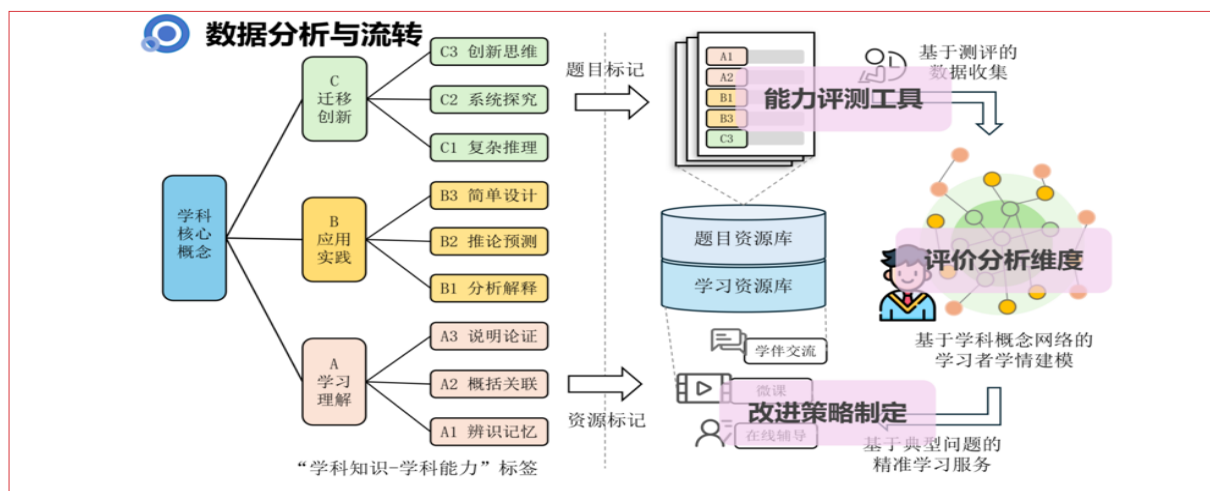 数据分析与流转
学科
核心
概念
C
迁移
创新
B
应用
实践
A
学习
理解
C3 创新思维
C2 系统探究
C1 复杂推理
B3 简单设计
B2 推论预测
B1 分析解释
A3 说明论证
A2 概括关联
A1 辨识记忆
“学科知识-学科能力”标签
题目标记
资源标记
A1
A2
B1
B3
C3
能力评测工具
基于测评的
数据收集
题目资源库
学习资源库
评价分析维度
基于学科概念网络的
学习者学情建模
学伴交流
微课
改进策略制定
在线辅导
基于典型问题的
精准学习服务